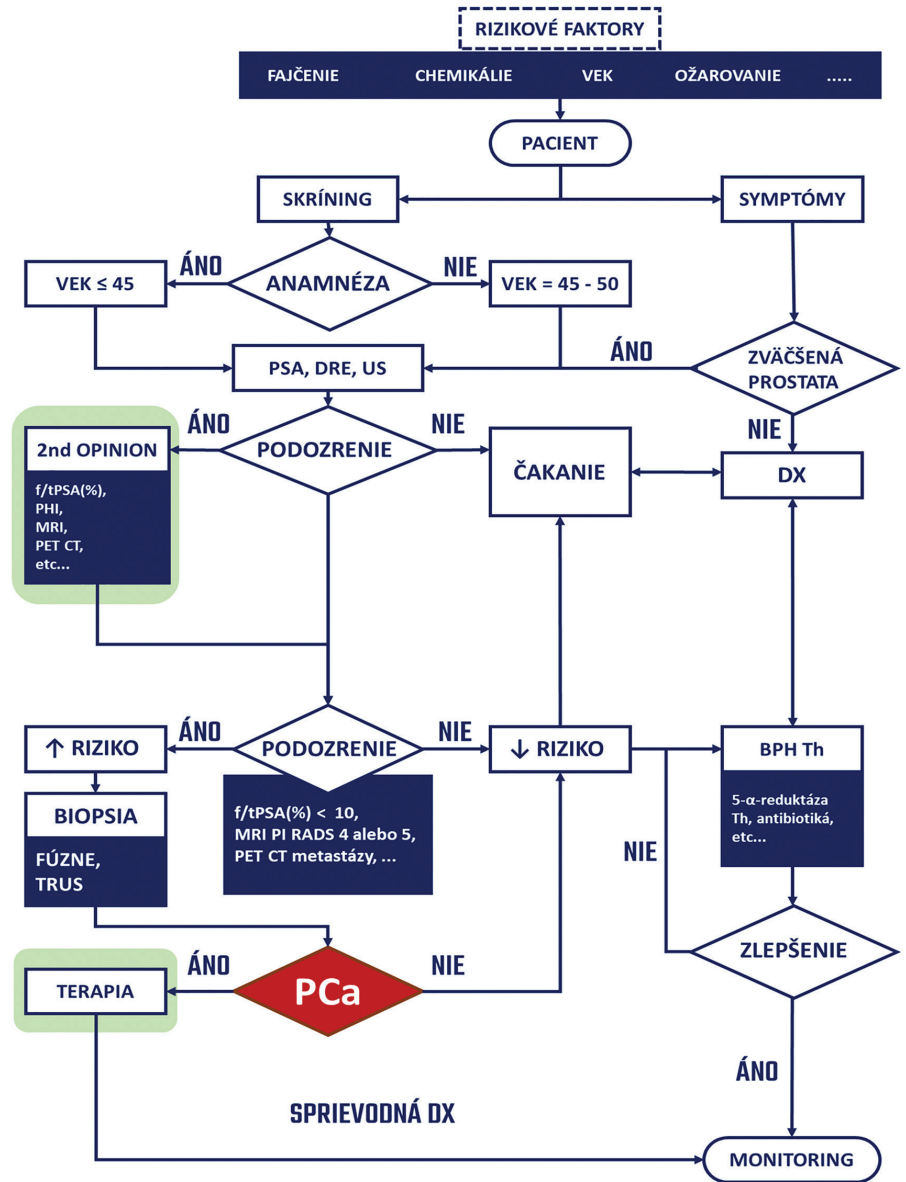 RIZIKOVÉ FAKTORY
FAJČENIE CHEMIKÁLIE VEK OŽAROVANIE .....
PACIENT
SKRÍNING
SYMPTÓMY
ÁNO
ANAMNÉZA
NIE
VEK ≤ 45
VEK = 45 - 50
PSA, DRE, US
ÁNO
ZVÄČŠENÁ
PROSTATA
NIE
ÁNO
PODOZRENIE
NIE
2nd OPINION
f/tPSA(%),
PHI,
MRI,
PET CT,
etc...
ČAKANIE
DX
↑ RIZIKO
ÁNO
PODOZRENIE
NIE
↓ RIZIKO
f/tPSA(%) < 10,
MRI PI RADS 4 alebo 5,
PET CT metastázy, ...
BPH Th
5-α-reduktáza
Th, antibiotiká,
etc...
BIOPSIA
FÚZNE,
TRUS
NIE
ZLEPŠENIE
TERAPIA
ÁNO
PCa
NIE
ÁNO
SPRIEVODNÁ DX
MONITORING